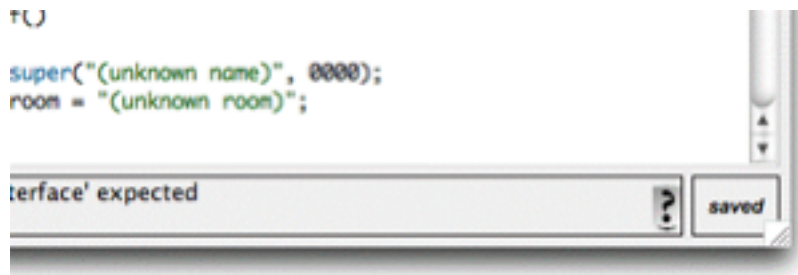 f()
super("(unknown name)", 0000);
room = "(unknown room)";
terface' expected
?
saved